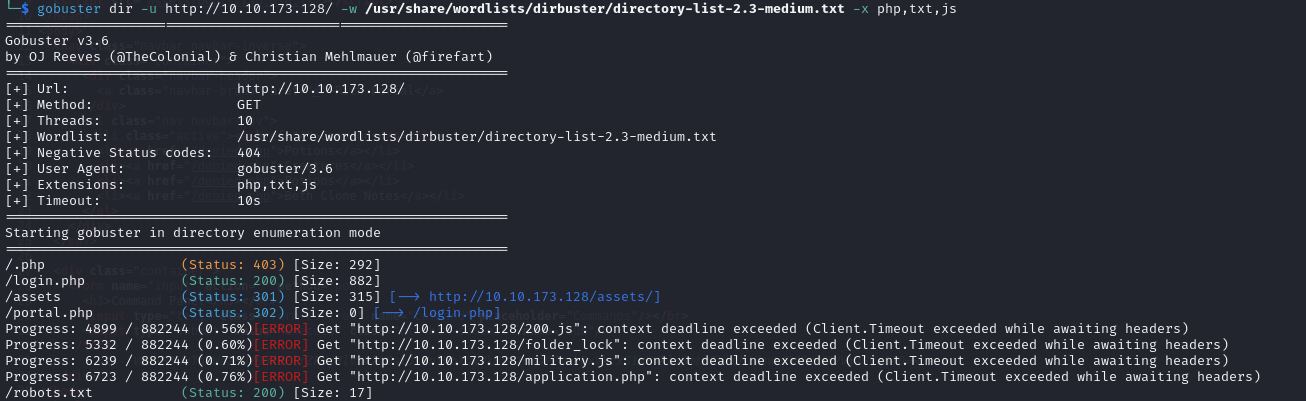 └─$ gobuster dir -u http://10.10.173.128/ -w /usr/share/wordlists/dirbuster/directory-list-2.3-medium.txt -x php,txt,js
===============================================================
Gobuster v3.6
by OJ Reeves (@TheColonial) & Christian Mehlmauer (@firefart)
===============================================================
[+] Url:                     http://10.10.173.128/
[+] Method:                  GET
[+] Threads:                 10
[+] Wordlist:                /usr/share/wordlists/dirbuster/directory-list-2.3-medium.txt
[+] Negative Status codes:   404
[+] User Agent:              gobuster/3.6
[+] Extensions:              php,txt,js
[+] Timeout:                 10s
===============================================================
Starting gobuster in directory enumeration mode
===============================================================
/.php                 (Status: 403) [Size: 292]
/login.php            (Status: 200) [Size: 882]
/assets               (Status: 301) [Size: 315] [--> http://10.10.173.128/assets/]
/portal.php           (Status: 302) [Size: 0] [--> /login.php]
Progress: 4899 / 882244 (0.56%)[ERROR] Get "http://10.10.173.128/200.js": context deadline exceeded (Client.Timeout exceeded while awaiting headers)
Progress: 5332 / 882244 (0.60%)[ERROR] Get "http://10.10.173.128/folder_lock": context deadline exceeded (Client.Timeout exceeded while awaiting headers)
Progress: 6239 / 882244 (0.71%)[ERROR] Get "http://10.10.173.128/military.js": context deadline exceeded (Client.Timeout exceeded while awaiting headers)
Progress: 6723 / 882244 (0.76%)[ERROR] Get "http://10.10.173.128/application.php": context deadline exceeded (Client.Timeout exceeded while awaiting headers)
/robots.txt           (Status: 200) [Size: 17]